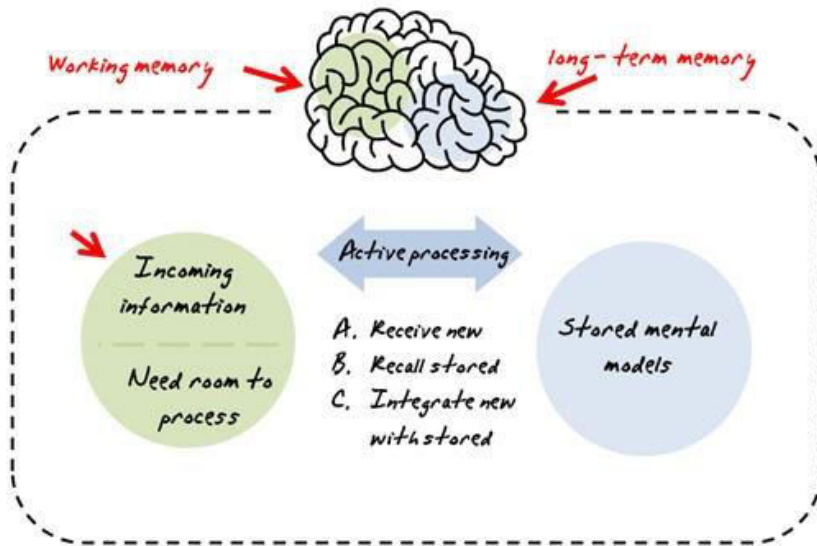 Working memory
long-term memory
Incoming
information
Need room to
process
Active processing
A. Receive new
B. Recall stored
C. Integrate new
with stored
Stored mental
models